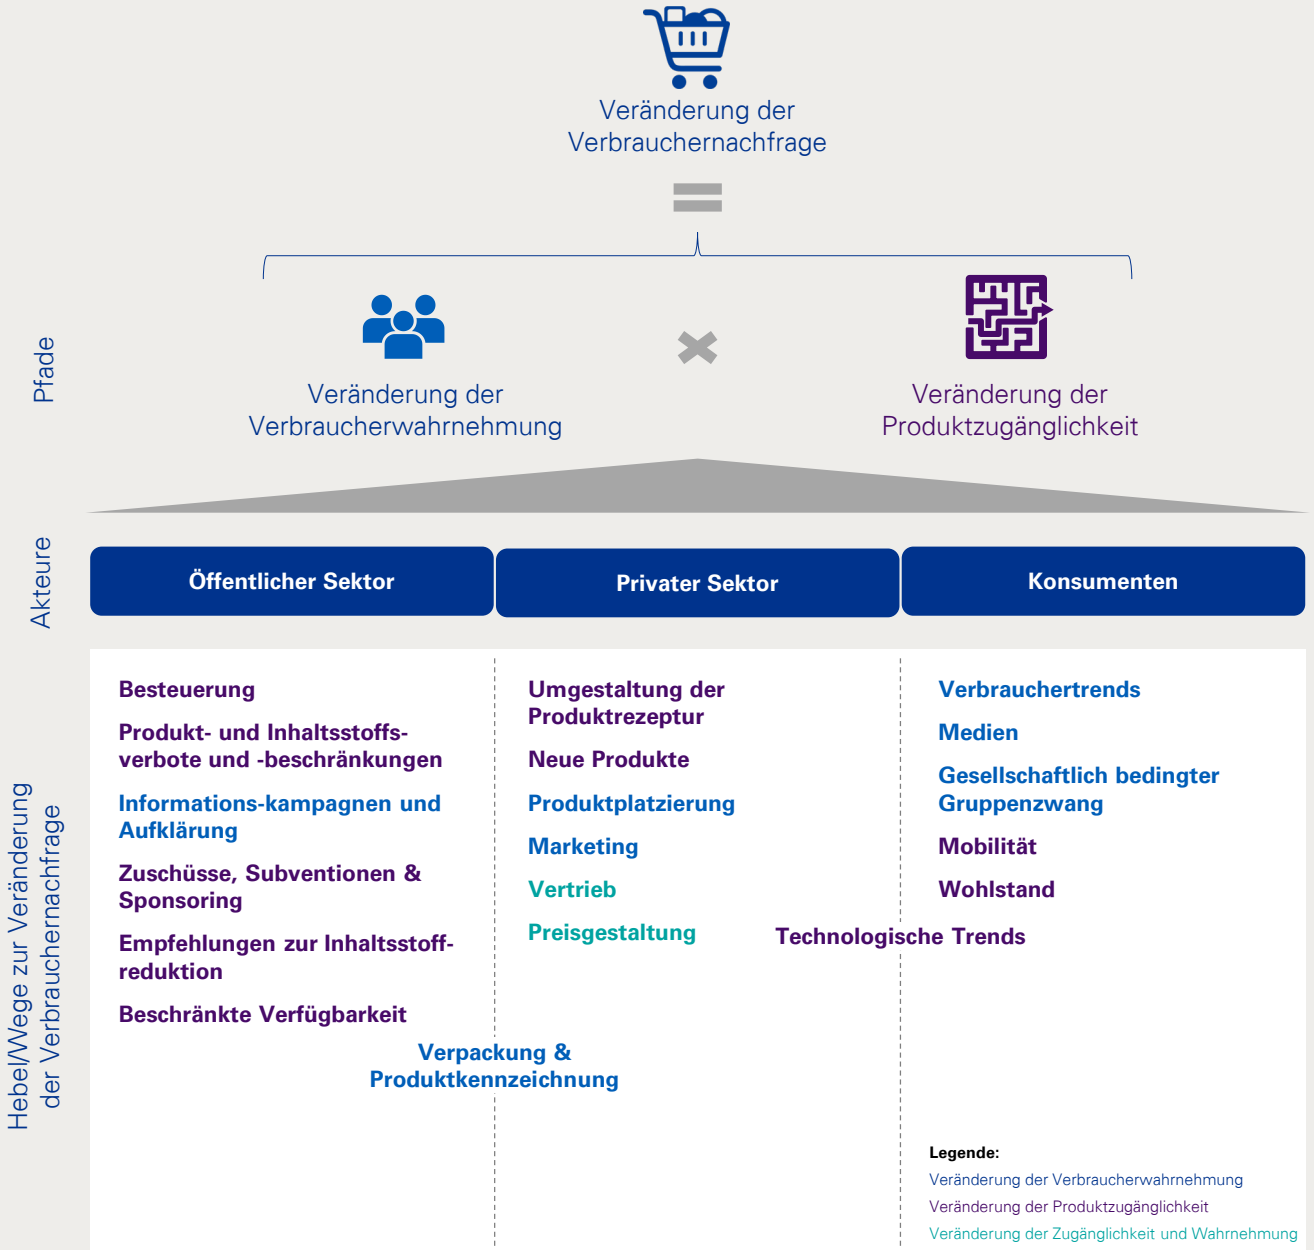 Veränderung der
Verbrauchernachfrage
Pfade
Veränderung der
Verbraucherwahrnehmung
Veränderung der
Produktzugänglichkeit
Akteure
Öffentlicher Sektor
Privater Sektor
Konsumenten
Hebel/Wege zur Veränderung
der Verbrauchernachfrage
Besteuerung
Produkt- und Inhaltsstoffs-
verbote und -beschränkungen
Informations-kampagnen und
Aufklärung
Zuschüsse, Subventionen &
Sponsoring
Empfehlungen zur Inhaltsstoff-
reduktion
Beschränkte Verfügbarkeit
Verpackung &
Produktkennzeichnung
Umgestaltung der
Produktrezeptur
Neue Produkte
Produktplatzierung
Marketing
Vertrieb
Preisgestaltung
Technologische Trends
Verbrauchertrends
Medien
Gesellschaftlich bedingter
Gruppenzwang
Mobilität
Wohlstand
Legende:
Veränderung der Verbraucherwahrnehmung
Veränderung der Produktzugänglichkeit
Veränderung der Zugänglichkeit und Wahrnehmung